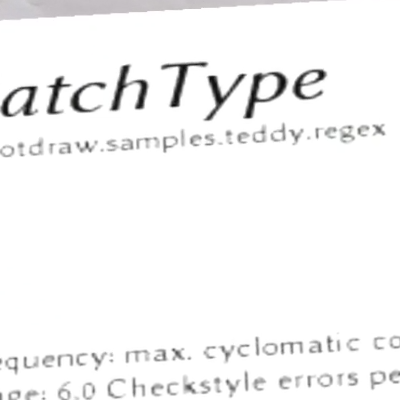 atchType
otdraw.samples.teddy.regex
equency: max. cyclomatic co
ge: 6.0 Checkstyle errors pe